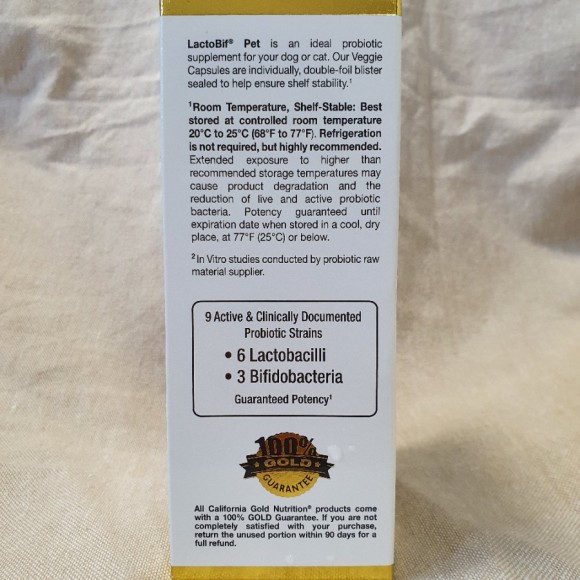 LactoBif® Pet is an ideal probiotic
supplement for your dog or cat. Our Veggie
Capsules are individually, double-foil blister
sealed to help ensure shelf stability.¹
¹Room Temperature, Shelf-Stable: Best
stored at controlled room temperature
20°C to 25°C (68°F to 77°F). Refrigeration
is not required, but highly recommended.
Extended exposure to higher than
recommended storage temperatures may
cause product degradation and the
reduction of live and active probiotic
bacteria. Potency guaranteed until
expiration date when stored in a cool, dry
place, at 77°F (25°C) or below.
²In Vitro studies conducted by probiotic raw
material supplier.
9 Active & Clinically Documented
Probiotic Strains
• 6 Lactobacilli
• 3 Bifidobacteria
Guaranteed Potency¹
100%
GOLD
GUARANTEE
All California Gold Nutrition® products come
with a 100% GOLD Guarantee. If you are not
completely satisfied with your purchase,
return the unused portion within 90 days for a
full refund.